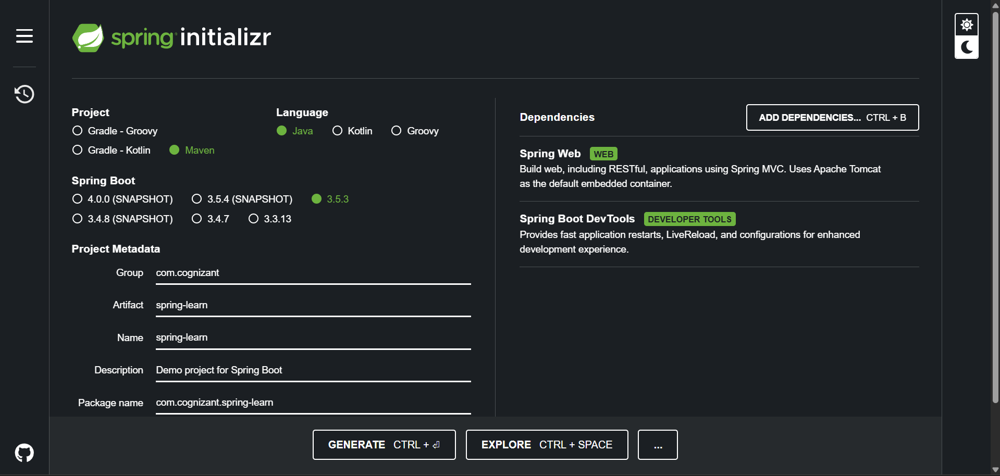 spring initializr
Project
Gradle - Groovy
Gradle - Kotlin
Maven
Language
Java
Kotlin
Groovy
Spring Boot
4.0.0 (SNAPSHOT)
3.5.4 (SNAPSHOT)
3.5.3
3.4.8 (SNAPSHOT)
3.4.7
3.3.13
Project Metadata
Group com.cognizant
Artifact spring-learn
Name spring-learn
Description Demo project for Spring Boot
Package name com.cognizant.spring-learn
Dependencies
ADD DEPENDENCIES... CTRL + B
Spring Web WEB
Build web, including RESTful, applications using Spring MVC. Uses Apache Tomcat
as the default embedded container.
Spring Boot DevTools DEVELOPER TOOLS
Provides fast application restarts, LiveReload, and configurations for enhanced
development experience.
GENERATE CTRL + ⏎
EXPLORE CTRL + SPACE
...